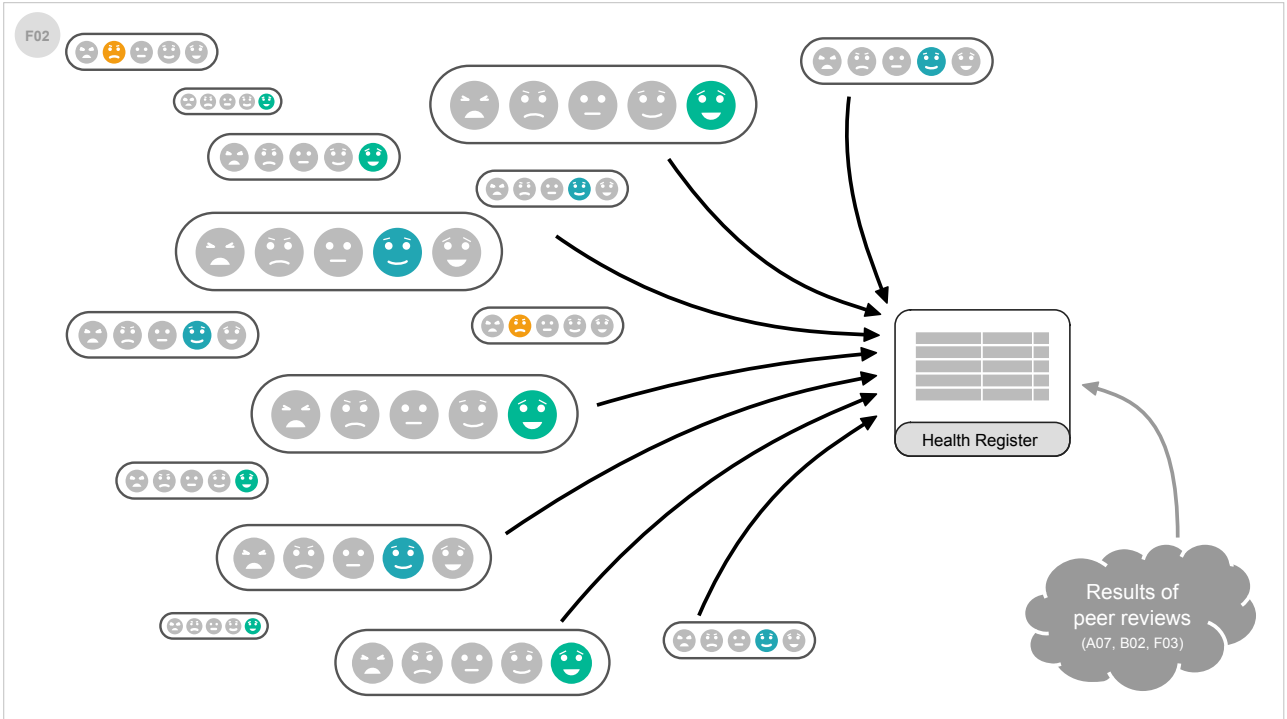 F02
Health Register
Results of
peer reviews
(A07, B02, F03)